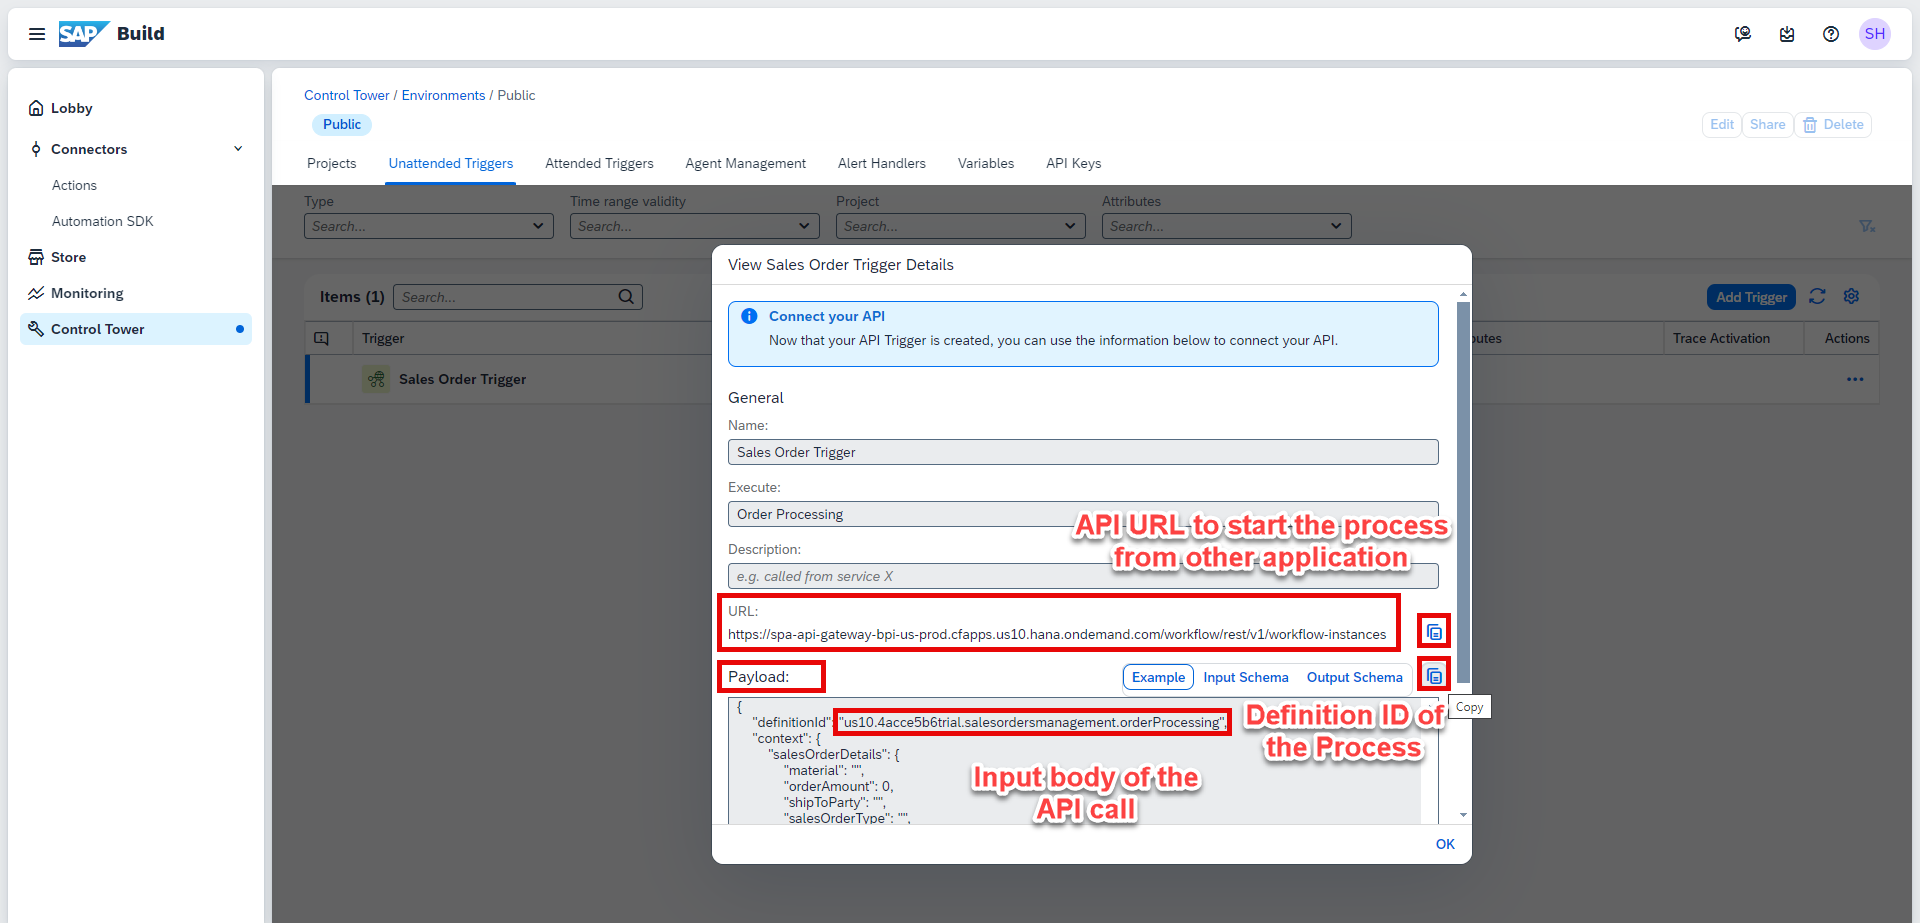 SAP Build
SH
Lobby
Connectors
Actions
Automation SDK
Store
Monitoring
Control Tower
Control Tower / Environments / Public
Public
Edit Share Delete
Projects Unattended Triggers Attended Triggers Agent Management Alert Handlers Variables API Keys
Type Time range validity Project Attributes
Search... Search... Search... Search...
Items (1) Search... Add Trigger
Trigger Trace Activation Actions
Sales Order Trigger
View Sales Order Trigger Details
Connect your API
Now that your API Trigger is created, you can use the information below to connect your API.
General
Name:
Sales Order Trigger
Execute:
Order Processing
API URL to start the process
from other application
Description:
e.g. called from service X
URL:
https://spa-api-gateway-bpi-us-prod.cfapps.us10.hana.ondemand.com/workflow/rest/v1/workflow-instances
Payload: Example Input Schema Output Schema
Copy
{
"definitionId": "us10.4acce5b6trial.salesordersmanagement.orderProcessing",
Definition ID of
the Process
"context": {
"salesOrderDetails": {
"material": "",
"orderAmount": 0,
"shipToParty": "",
"salesOrderType": "",
Input body of the
API call
OK